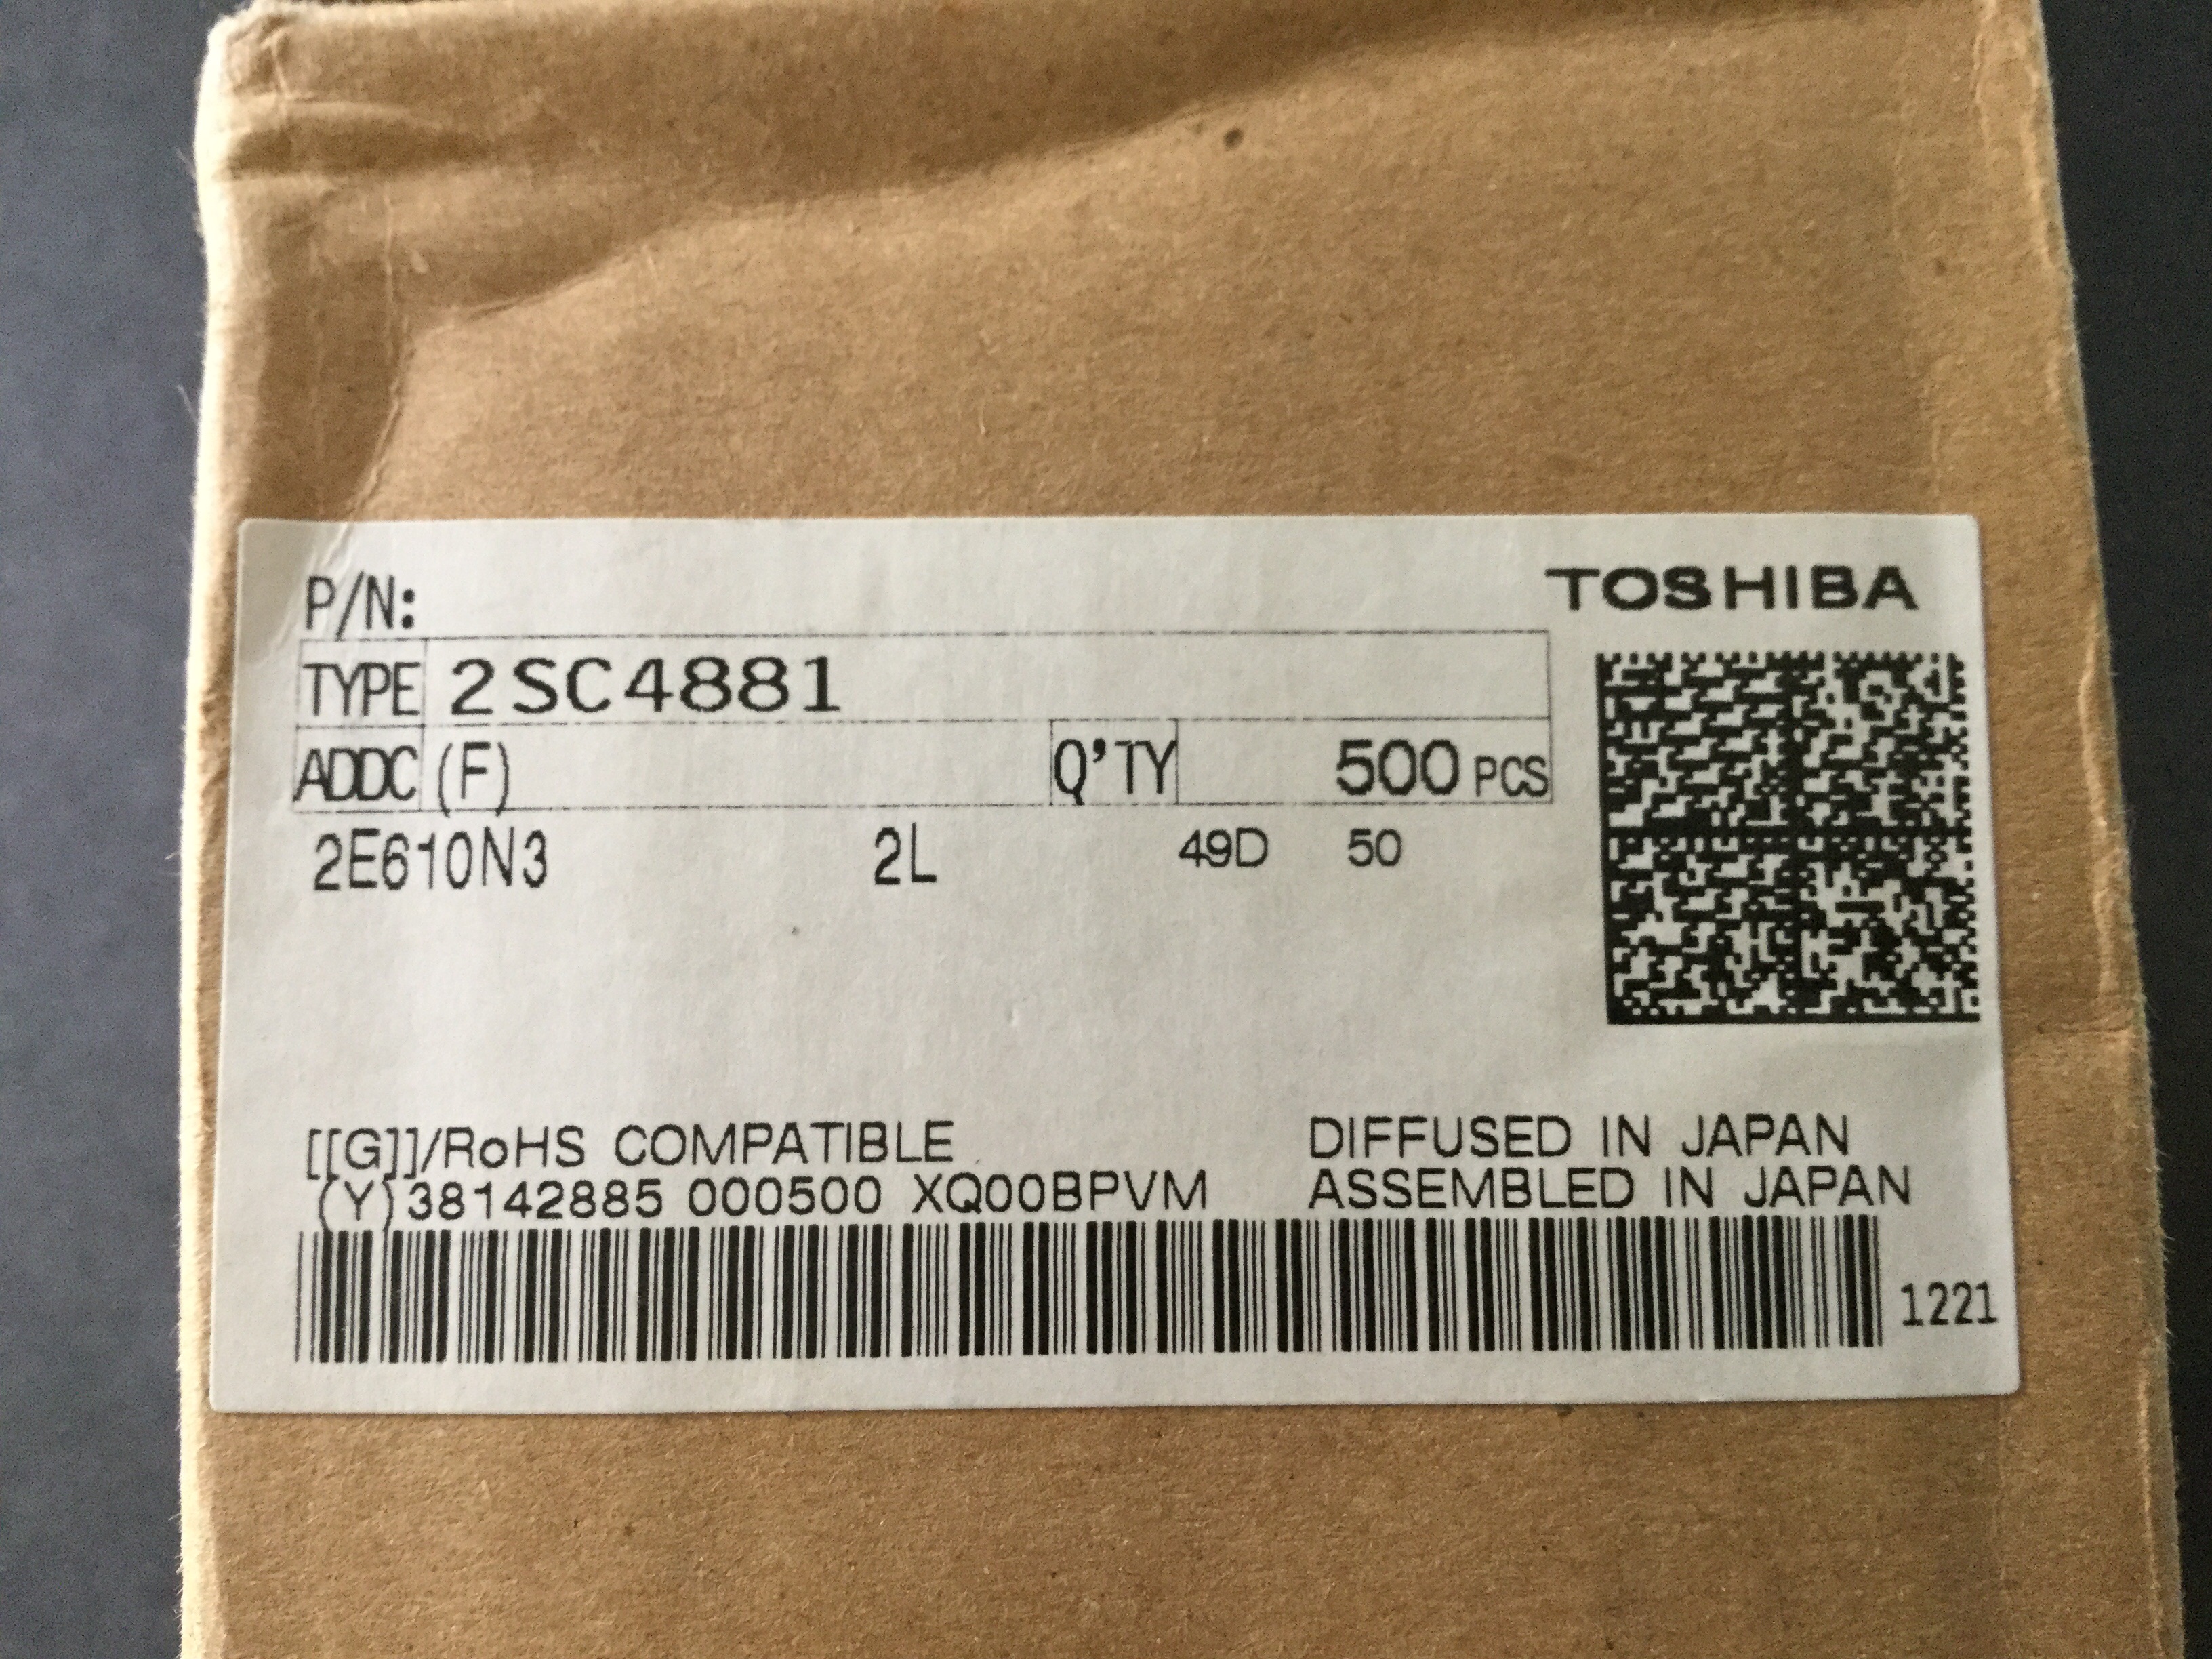 P/N:
TOSHIBA
TYPE 2SC4881
ADDC (F) Q'TY 500 PCS
2E610N3 2L 49D 50
[[G]]/RoHS COMPATIBLE
DIFFUSED IN JAPAN
(Y)38142885 000500 XQ00BPVM
ASSEMBLED IN JAPAN
1221